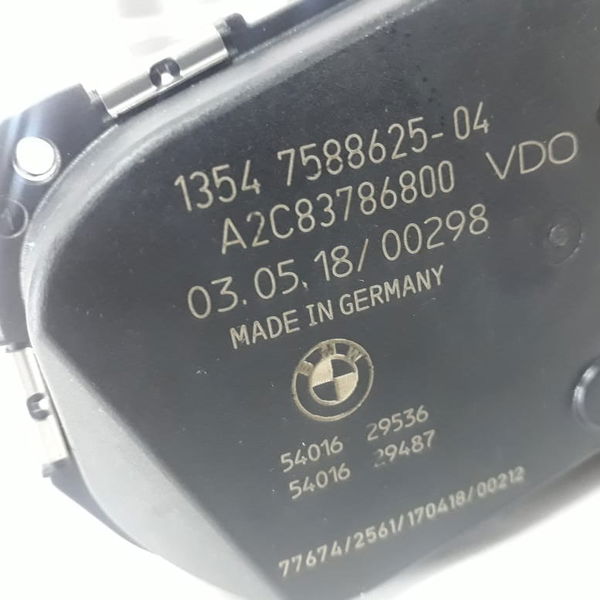 1354 7588625-04
A2C83786800 VDO
03.05.18/00298
MADE IN GERMANY
BMW
54016 29536
54016 29487
77674/2561/170418/00212